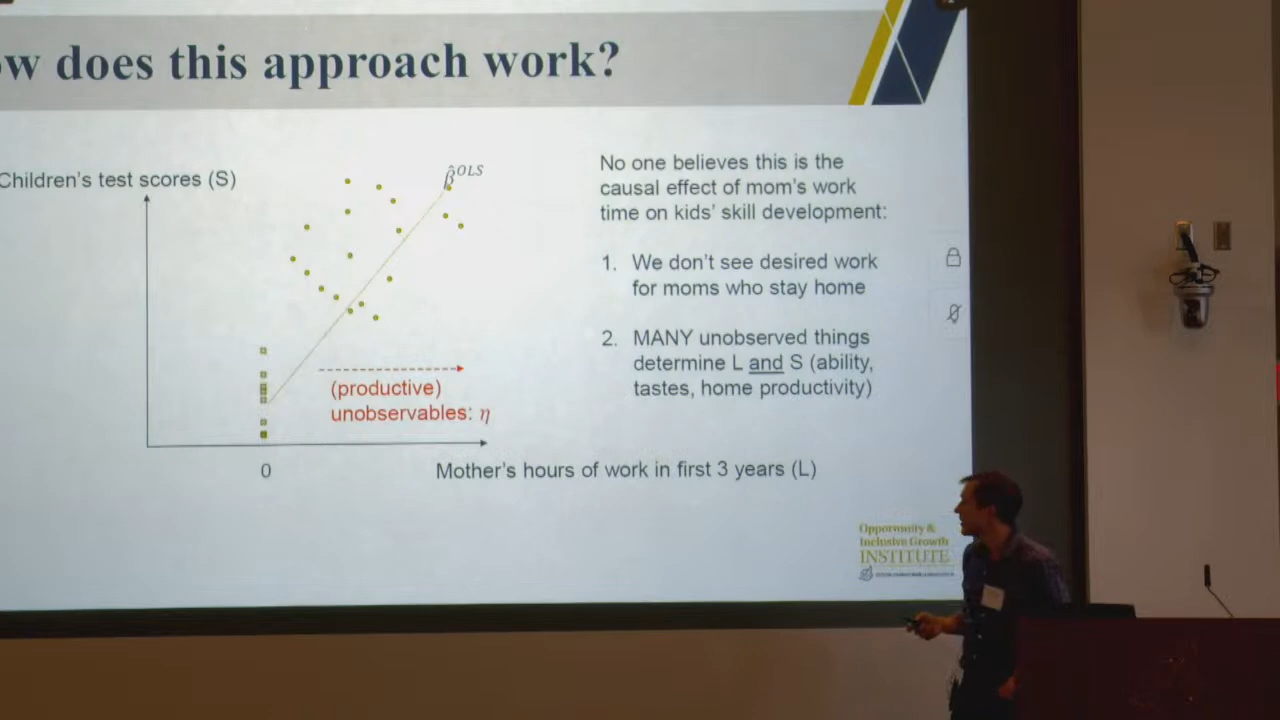 ow does this approach work?
Children's test scores (S)
β̂ᴼᴸˢ
(productive)
unobservables: η
0
Mother's hours of work in first 3 years (L)
No one believes this is the
causal effect of mom's work
time on kids' skill development:
1. We don't see desired work
for moms who stay home
2. MANY unobserved things
determine L and S (ability,
tastes, home productivity)
Opportunity &
Inclusive Growth
INSTITUTE